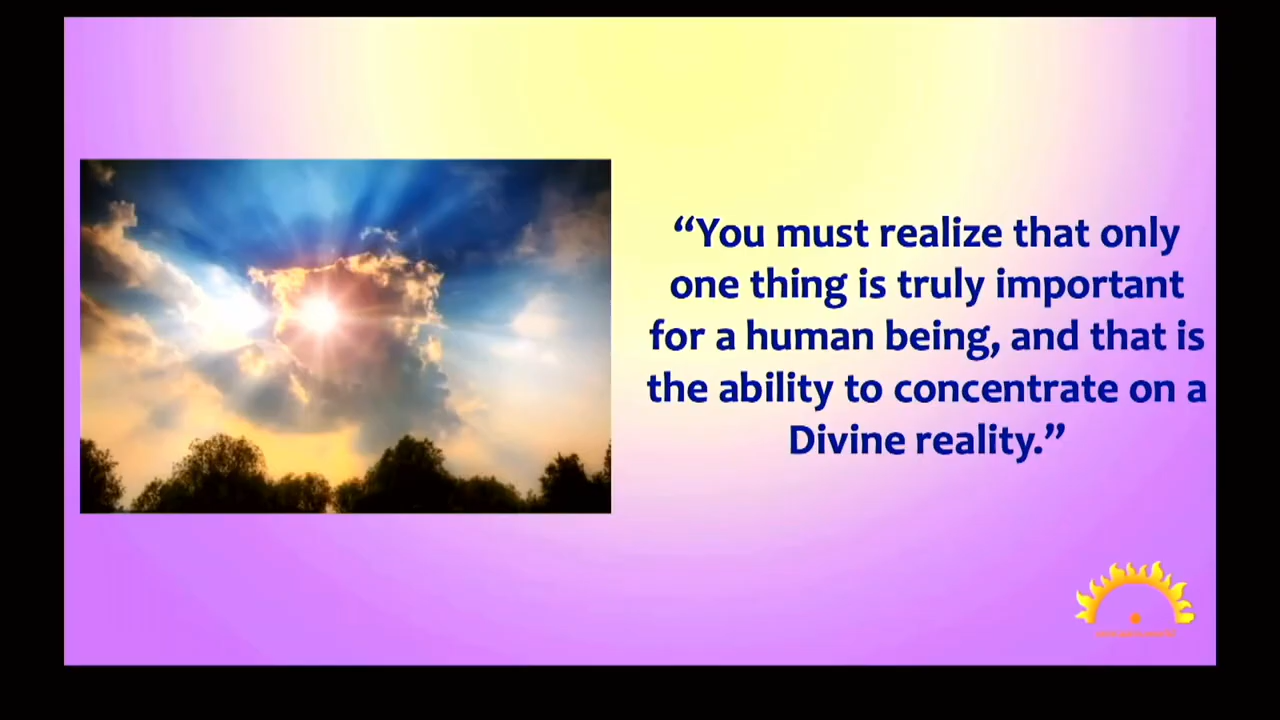 “You must realize that only
one thing is truly important
for a human being, and that is
the ability to concentrate on a
Divine reality.”